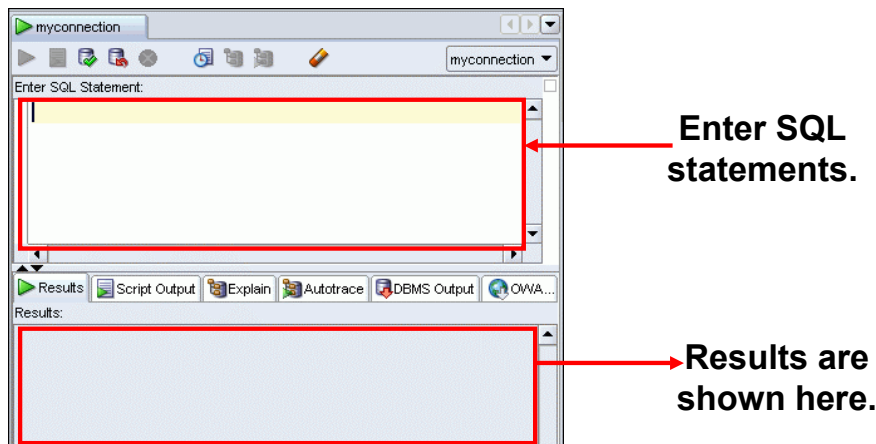 myconnection
myconnection
Enter SQL Statement:
Enter SQL
statements.
Results Script Output Explain Autotrace DBMS Output OWA...
Results:
Results are
shown here.